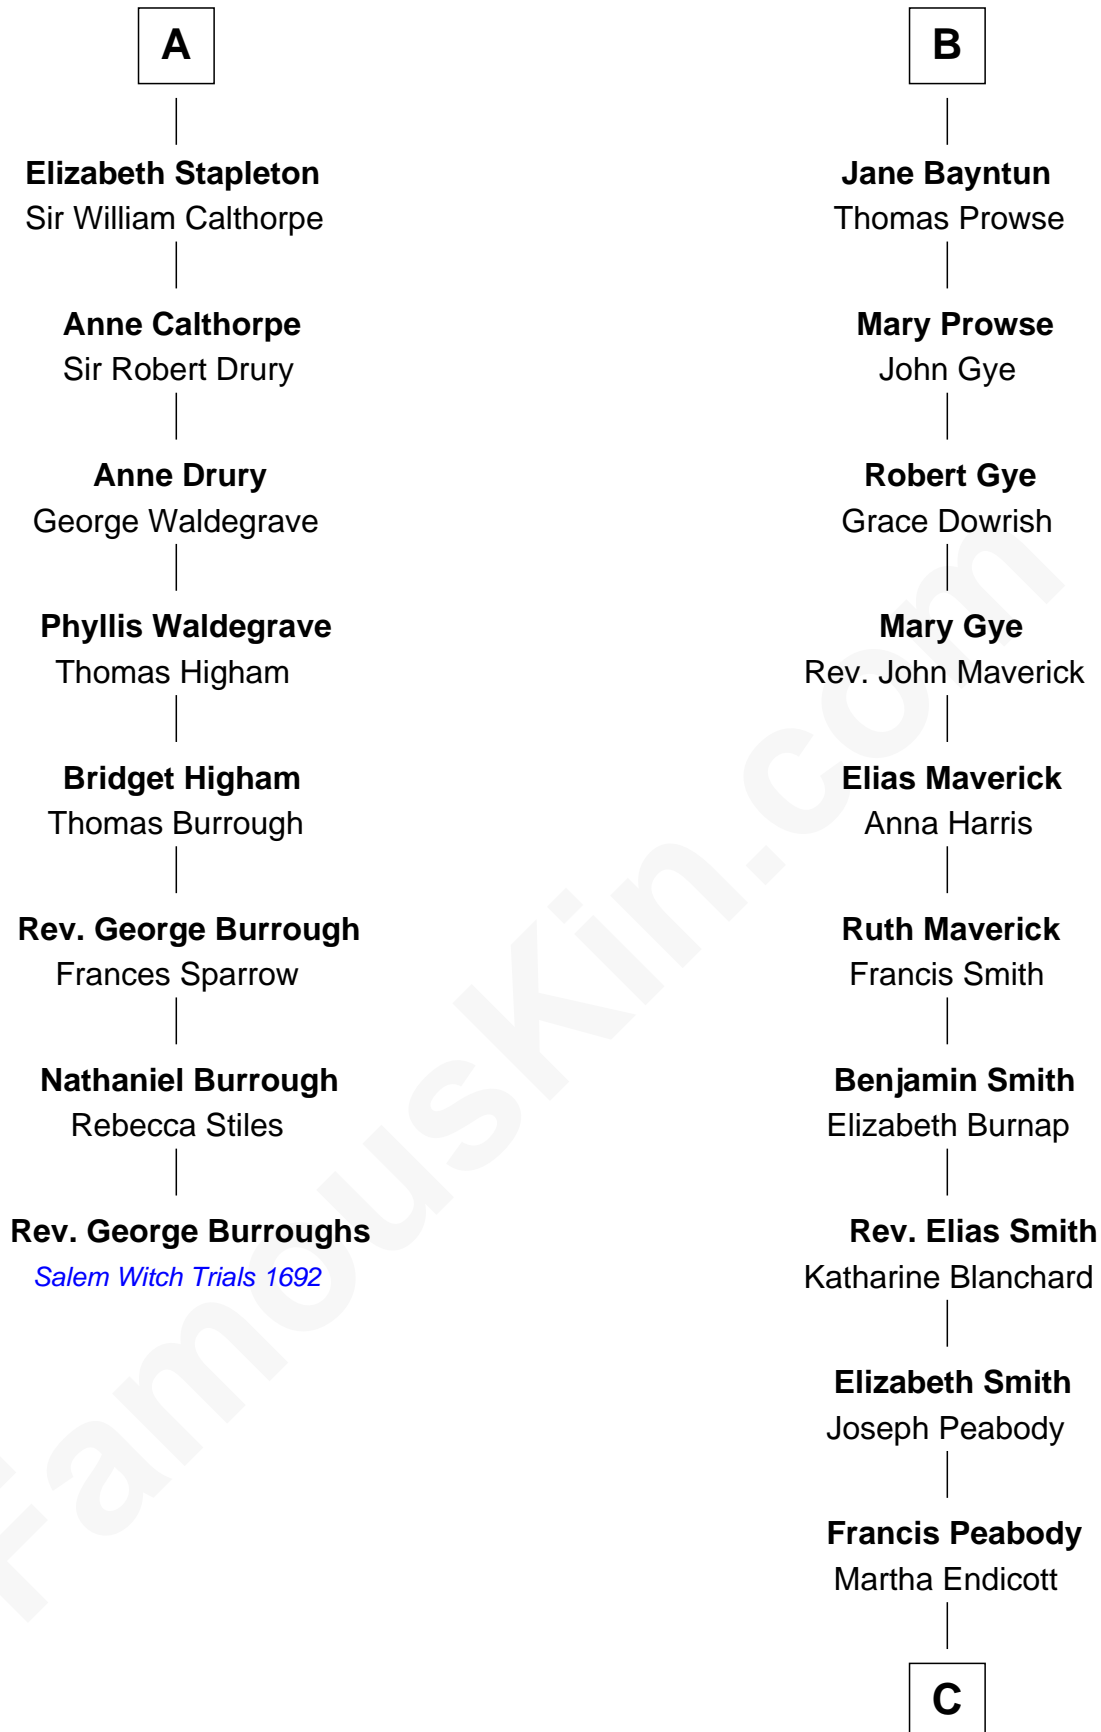 A
Elizabeth Stapleton
Sir William Calthorpe
Anne Calthorpe
Sir Robert Drury
Anne Drury
George Waldegrave
Phyllis Waldegrave
Thomas Higham
Bridget Higham
Thomas Burrough
Rev. George Burrough
Frances Sparrow
Nathaniel Burrough
Rebecca Stiles
Rev. George Burroughs
Salem Witch Trials 1692
B
Jane Bayntun
Thomas Prowse
Mary Prowse
John Gye
Robert Gye
Grace Dowrish
Mary Gye
Rev. John Maverick
Elias Maverick
Anna Harris
Ruth Maverick
Francis Smith
Benjamin Smith
Elizabeth Burnap
Rev. Elias Smith
Katharine Blanchard
Elizabeth Smith
Joseph Peabody
Francis Peabody
Martha Endicott
C
FamousKin.com